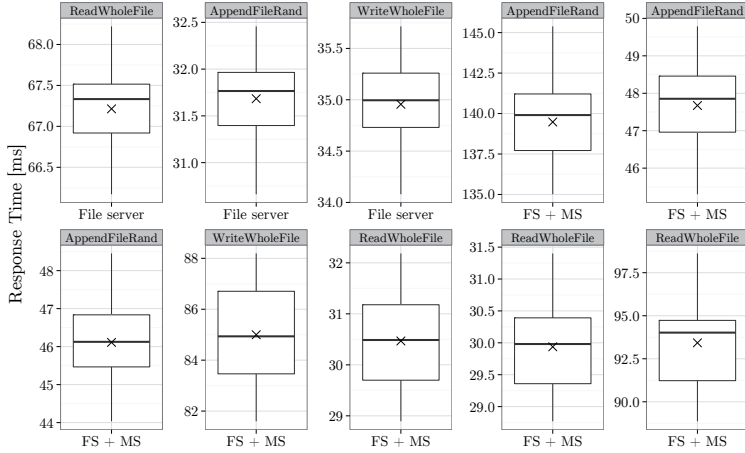 ReadWholeFile AppendFileRand WriteWholeFile AppendFileRand AppendFileRand
68.0 67.5 67.0 66.5
32.5 32.0 31.5 31.0
35.5 35.0 34.5 34.0
145.0 142.5 140.0 137.5 135.0
50 49 48 47 46
File server File server File server FS + MS FS + MS
Response Time [ms]
AppendFileRand WriteWholeFile ReadWholeFile ReadWholeFile ReadWholeFile
48 47 46 45 44
88 86 84 82
32 31 30 29
31.5 31.0 30.5 30.0 29.5 29.0
97.5 95.0 92.5 90.0
FS + MS FS + MS FS + MS FS + MS FS + MS